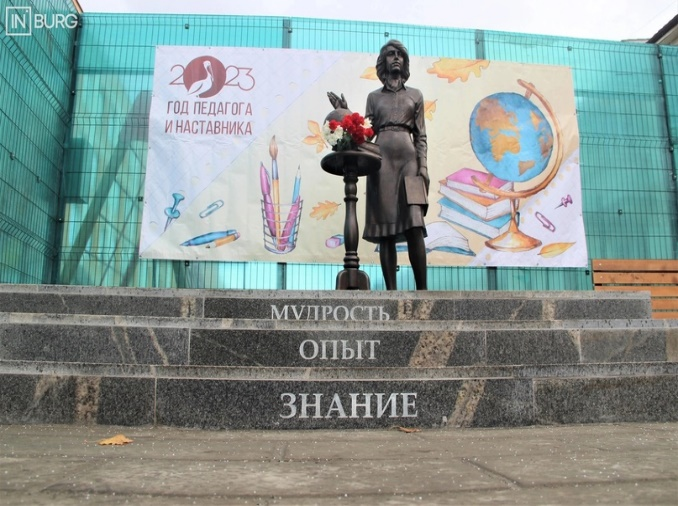 IN BURG
2023
ГОД ПЕДАГОГА
И НАСТАВНИКА
МУДРОСТЬ
ОПЫТ
ЗНАНИЕ